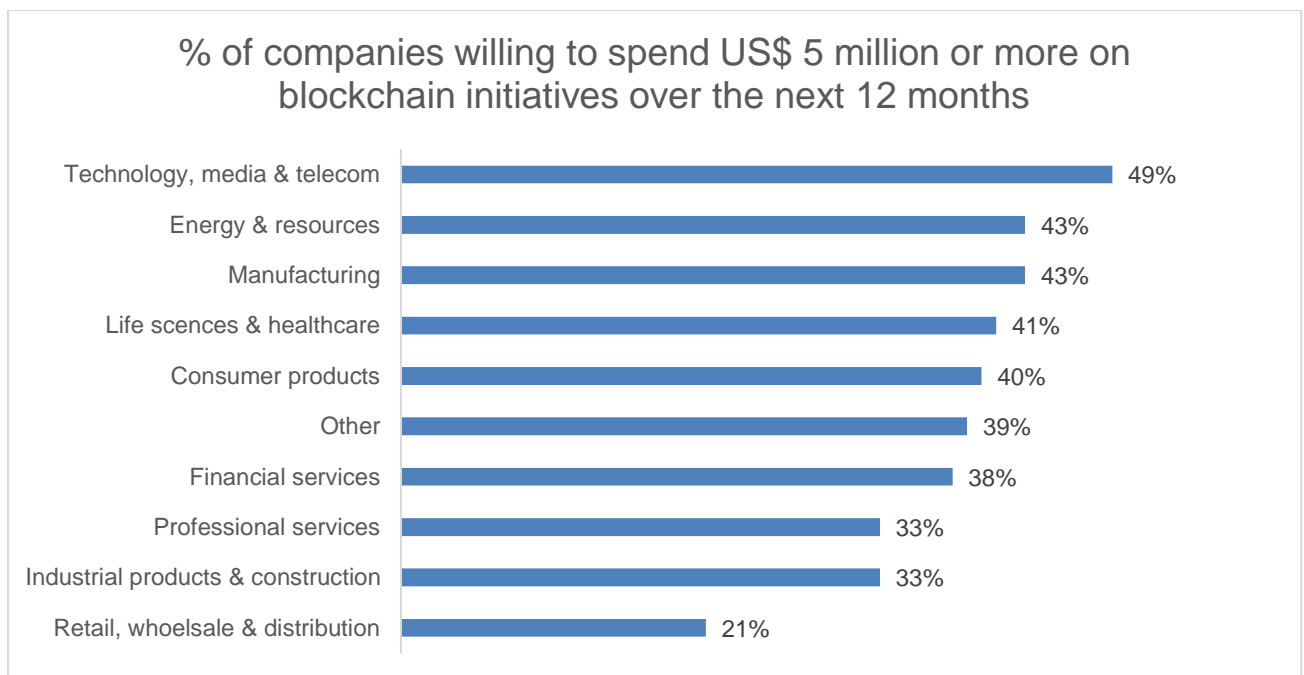 % of companies willing to spend US$ 5 million or more on
blockchain initiatives over the next 12 months
Technology, media & telecom 49%
Energy & resources 43%
Manufacturing 43%
Life scences & healthcare 41%
Consumer products 40%
Other 39%
Financial services 38%
Professional services 33%
Industrial products & construction 33%
Retail, whoelsale & distribution 21%